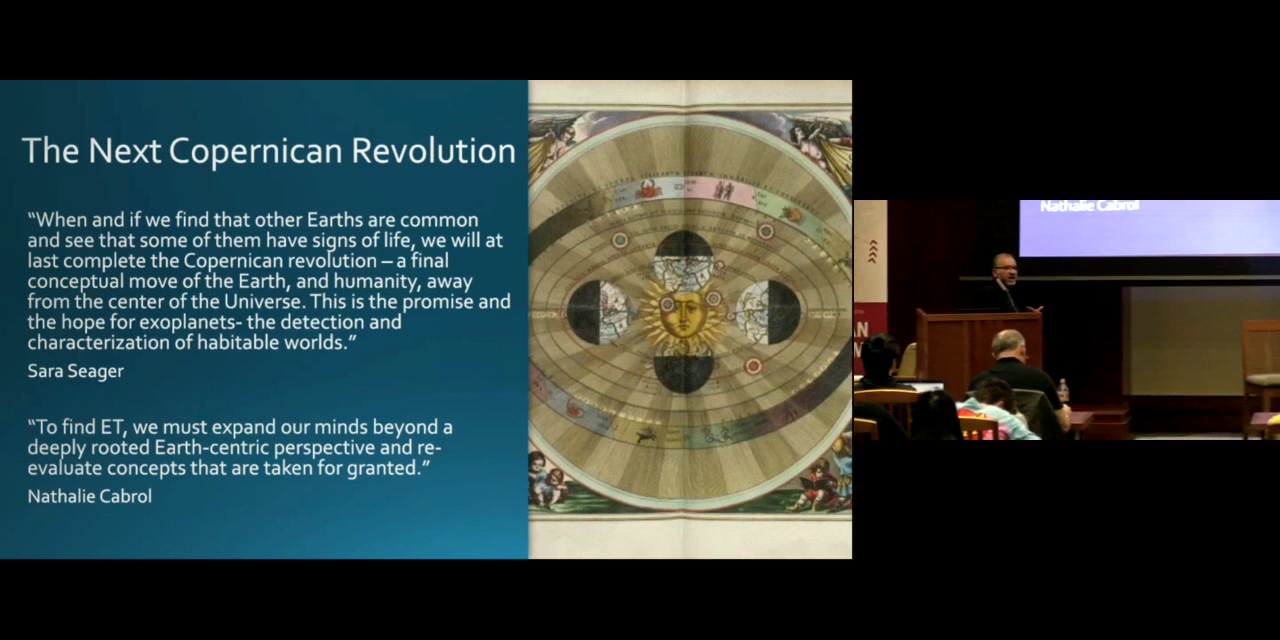 The Next Copernican Revolution
“When and if we find that other Earths are common
and see that some of them have signs of life, we will at
last complete the Copernican revolution – a final
conceptual move of the Earth, and humanity, away
from the center of the Universe. This is the promise and
the hope for exoplanets- the detection and
characterization of habitable worlds.”
Sara Seager
“To find ET, we must expand our minds beyond a
deeply rooted Earth-centric perspective and re-
evaluate concepts that are taken for granted.”
Nathalie Cabrol
Nathalie Cabrol